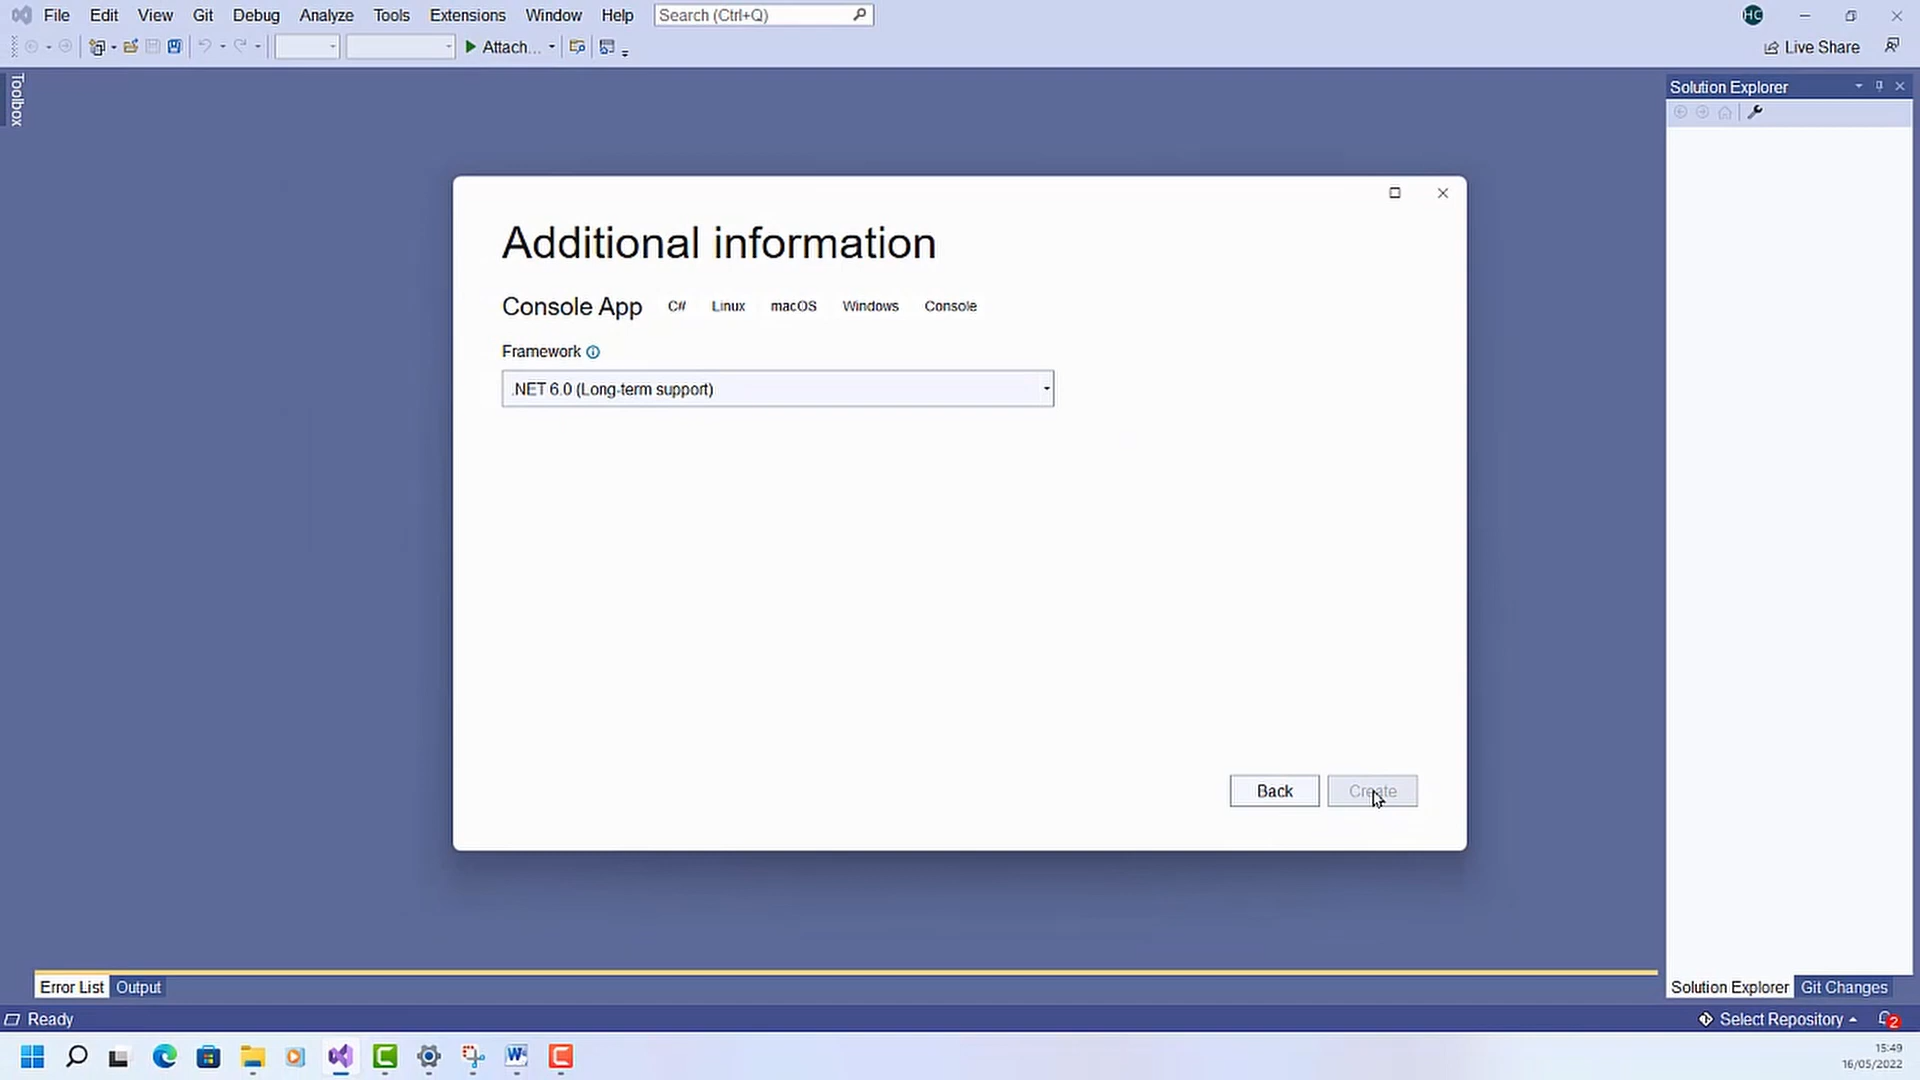 File Edit View Git Debug Analyze Tools Extensions Window Help Search (Ctrl+Q) HC
Attach... Live Share
Toolbox
Solution Explorer
Additional information
Console App C# Linux macOS Windows Console
Framework
.NET 6.0 (Long-term support)
Back Create
Error List Output Solution Explorer Git Changes
Ready Select Repository 2
15:49
16/05/2022